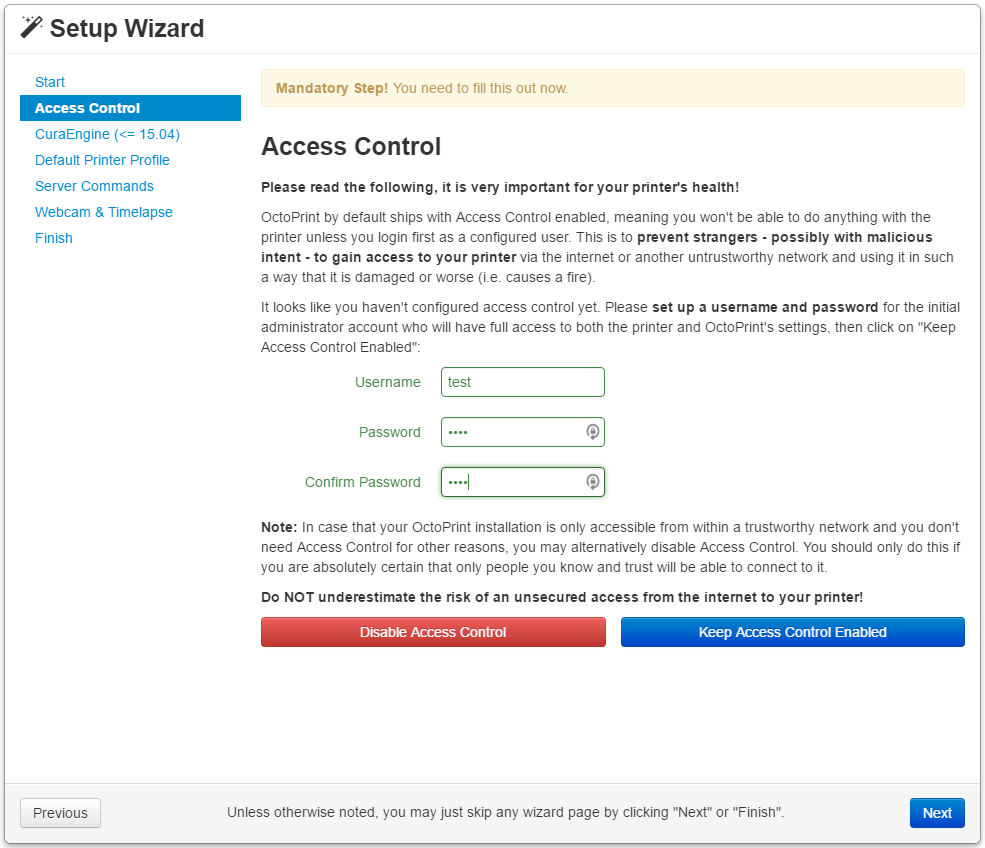 Setup Wizard
Start
Access Control
CuraEngine (<= 15.04)
Default Printer Profile
Server Commands
Webcam & Timelapse
Finish
Mandatory Step! You need to fill this out now.
Access Control
Please read the following, it is very important for your printer's health!
OctoPrint by default ships with Access Control enabled, meaning you won't be able to do anything with the
printer unless you login first as a configured user. This is to prevent strangers - possibly with malicious
intent - to gain access to your printer via the internet or another untrustworthy network and using it in such
a way that it is damaged or worse (i.e. causes a fire).
It looks like you haven't configured access control yet. Please set up a username and password for the initial
administrator account who will have full access to both the printer and OctoPrint's settings, then click on "Keep
Access Control Enabled":
Username test
Password ••••
Confirm Password ••••
Note: In case that your OctoPrint installation is only accessible from within a trustworthy network and you don't
need Access Control for other reasons, you may alternatively disable Access Control. You should only do this if
you are absolutely certain that only people you know and trust will be able to connect to it.
Do NOT underestimate the risk of an unsecured access from the internet to your printer!
Disable Access Control Keep Access Control Enabled
Previous Unless otherwise noted, you may just skip any wizard page by clicking "Next" or "Finish". Next